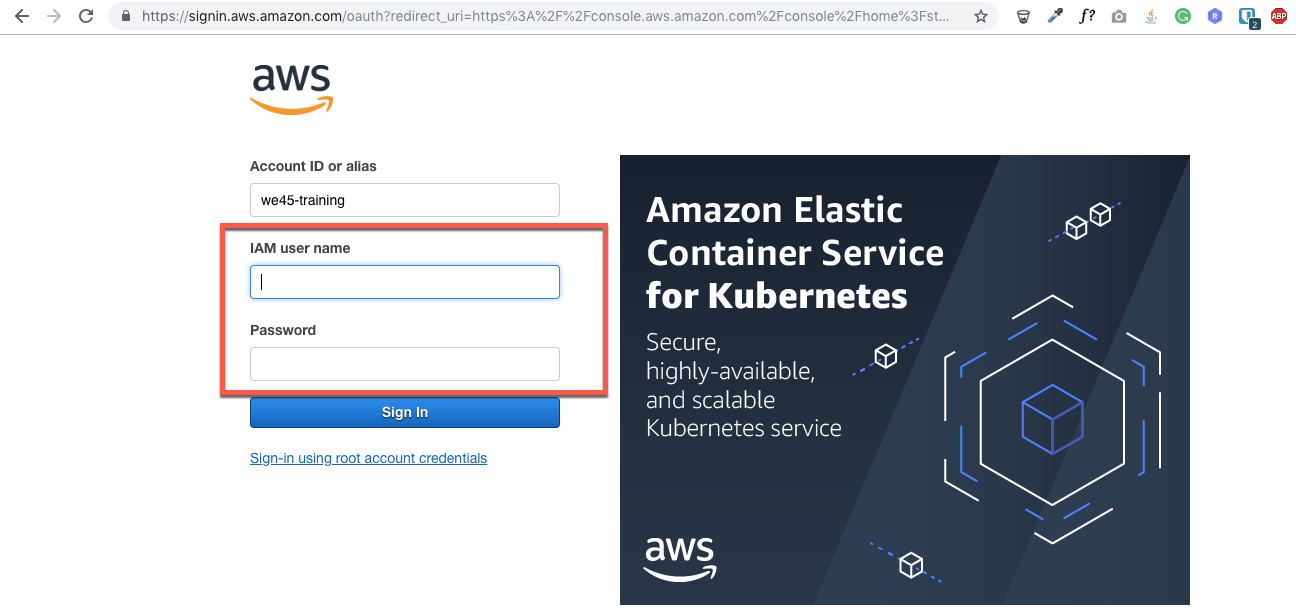 https://signin.aws.amazon.com/oauth?redirect_uri=https%3A%2F%2Fconsole.aws.amazon.com%2Fconsole%2Fhome%3Fst...
f?
G
R
2
ABP
aws
Account ID or alias
we45-training
IAM user name
Password
Sign In
Sign-in using root account credentials
Amazon Elastic
Container Service
for Kubernetes
Secure,
highly-available,
and scalable
Kubernetes service
aws